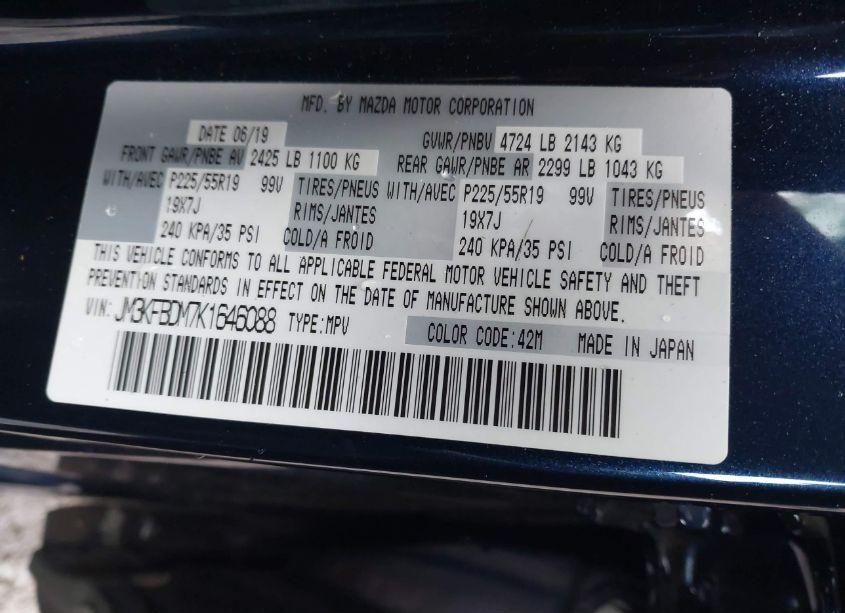 MFD. BY MAZDA MOTOR CORPORATION
DATE 06/19 GVWR/PNBV 4724 LB 2143 KG
FRONT GAWR/PNBE AV 2425 LB 1100 KG REAR GAWR/PNBE AR 2299 LB 1043 KG
WITH/AVEC P225/55R19 99V TIRES/PNEUS WITH/AVEC P225/55R19 99V TIRES/PNEUS
19X7J RIMS/JANTES 19X7J RIMS/JANTES
240 KPA/35 PSI COLD/A FROID 240 KPA/35 PSI COLD/A FROID
THIS VEHICLE CONFORMS TO ALL APPLICABLE FEDERAL MOTOR VEHICLE SAFETY AND THEFT
PREVENTION STANDARDS IN EFFECT ON THE DATE OF MANUFACTURE SHOWN ABOVE.
VIN: JM3KFBDM7K1646088 TYPE:MPV COLOR CODE:42M MADE IN JAPAN